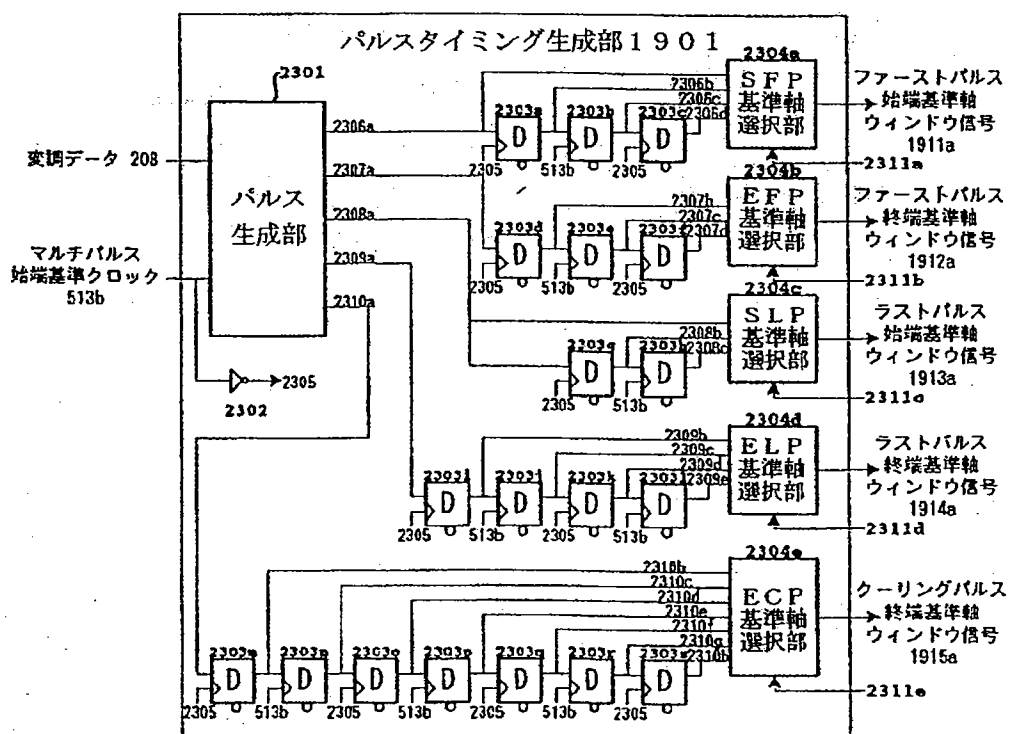 パルスタイミング生成部1901
2301
変調データ 208
パルス
生成部
マルチパルス
始端基準クロック
513b
2302
2305
2306a
2307a
2308a
2309a
2310a
2303a
2303b
2303c
D
D
D
2305
513b
2305
2306b
2306c
2306d
2304a
SFP
基準軸
選択部
2311a
ファーストパルス
始端基準軸
ウィンドウ信号
1911a
2303d
2303e
D
D
D
2305
513b
2305
2307b
2307c
2307d
2304b
EFP
基準軸
選択部
2311b
ファーストパルス
終端基準軸
ウィンドウ信号
1912a
D
D
2305
513b
2308b
2308c
2304c
SLP
基準軸
選択部
2311c
ラストパルス
始端基準軸
ウィンドウ信号
1913a
2303k
D
D
D
D
2305
513b
2305
513b
2309b
2309c
2309d
2309e
2304d
ELP
基準軸
選択部
2311d
ラストパルス
終端基準軸
ウィンドウ信号
1914a
2303o
2303p
2303q
2303r
D
D
D
D
D
D
D
2305
513b
2305
513b
2305
513b
2305
2310b
2310c
2310d
2310e
2310f
2310g
2304e
ECP
基準軸
選択部
2311e
クーリングパルス
終端基準軸
ウィンドウ信号
1915a